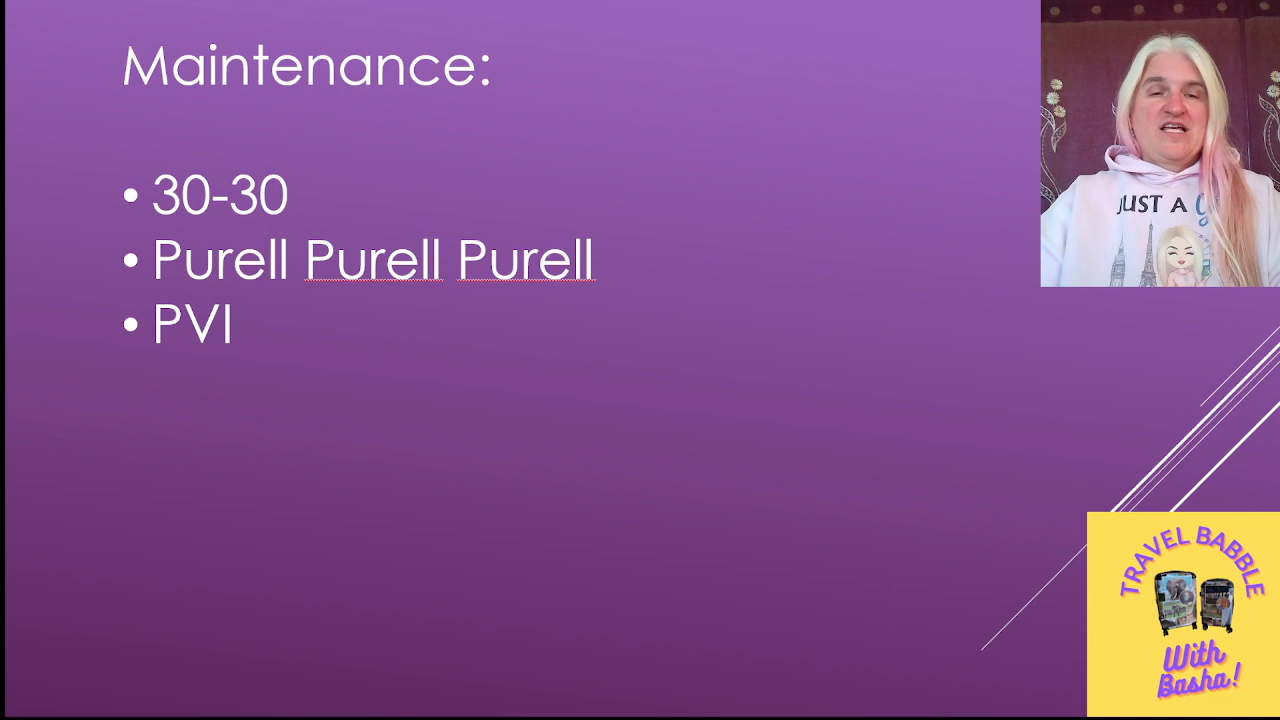 Maintenance:
• 30-30
• Purell Purell Purell
• PVI
JUST A
TRAVEL BABBLE
With
Basha!